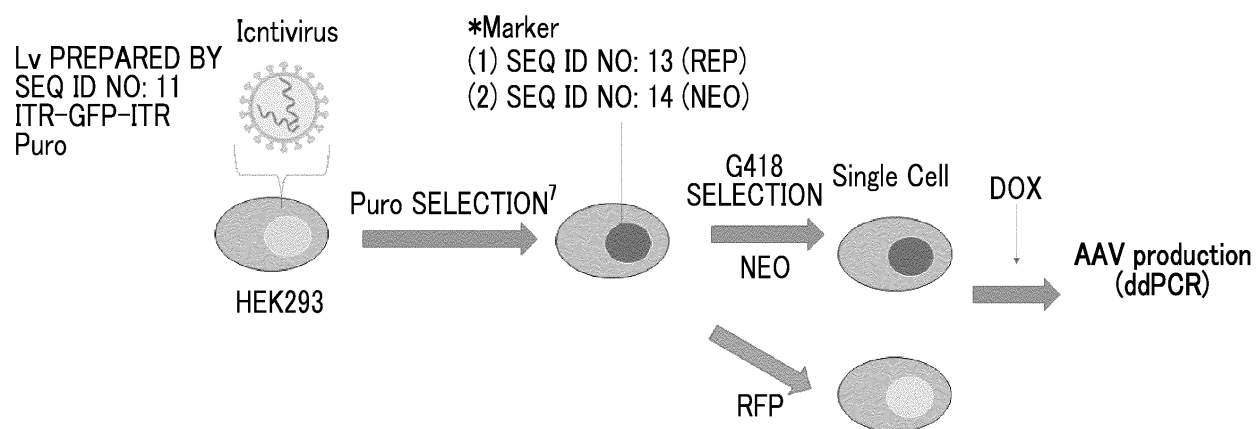 Icntivirus
Lv PREPARED BY
SEQ ID NO: 11
ITR-GFP-ITR
Puro
*Marker
(1) SEQ ID NO: 13 (REP)
(2) SEQ ID NO: 14 (NEO)
Puro SELECTION7
HEK293
G418
SELECTION
NEO
Single Cell
DOX
AAV production
(ddPCR)
RFP